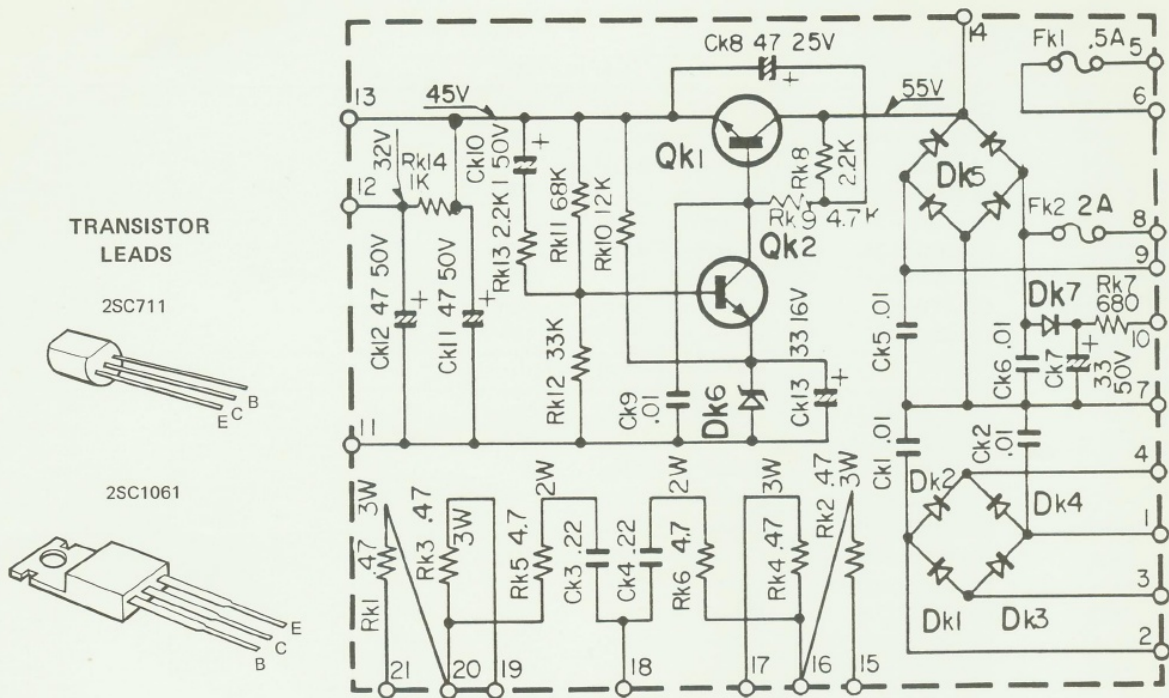 TRANSISTOR
LEADS
2SC711
B
C
E
2SC1061
E
C
B
14
Fk1 .5A
5
6
Ck8 47 25V
+
55V
45V
13
32V
Rk14
1K
12
Ck10
1 50V
+
Rk13 2.2K
Rk11 68K
Rk10 12K
Qk1
Rk8
2.2K
Rk9 4.7K
Qk2
Dk5
Fk2 2A
8
9
Dk7
Rk7
680
10
+
Ck12 47 50V
+
Ck11 47 50V
+
Rk12 33K
Ck9
.01
Dk6
33 16V
Ck13
+
Ck5 .01
Ck6 .01
Ck7
33
50V
7
11
Ck1 .01
Ck2
.01
4
Dk2
Dk4
1
3
Dk1
Dk3
2
3W
.47
Rk1
Rk3 .47
3W
Rk5 4.7
2W
Ck3 .22
Ck4 .22
2W
Rk6 4.7
3W
Rk4 .47
Rk2 .47
3W
21
20
19
18
17
16
15